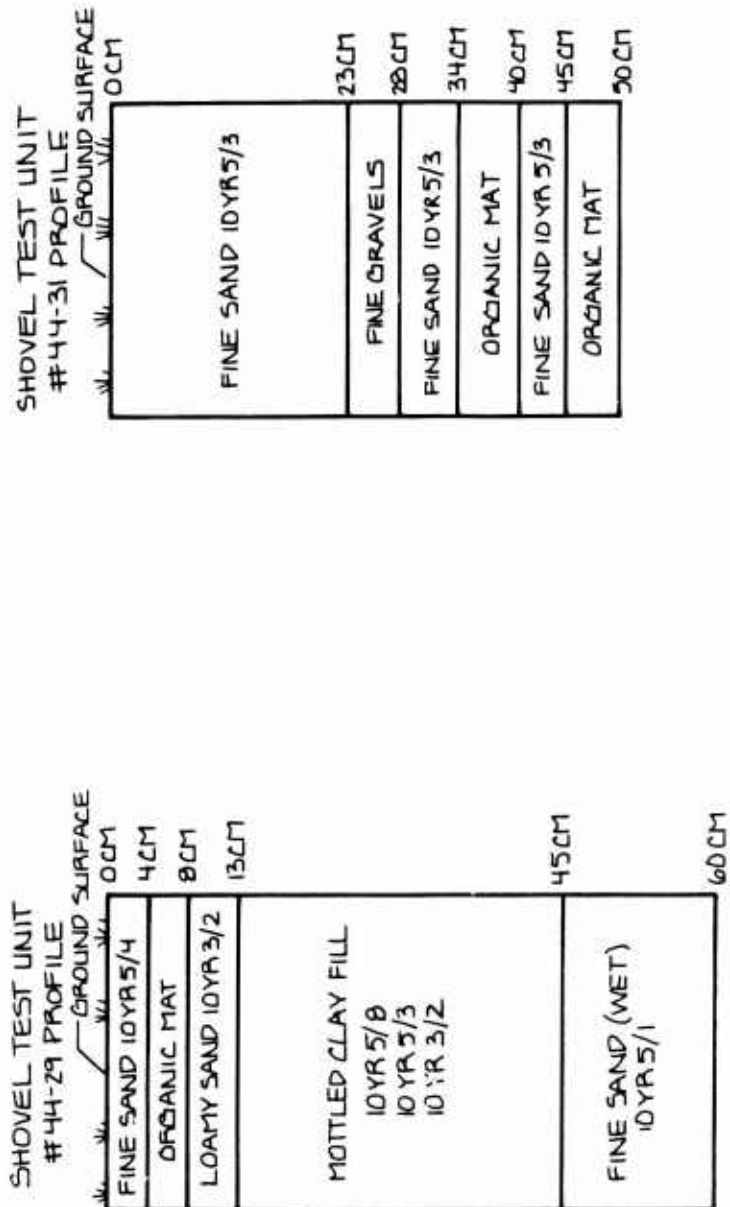 SHOVEL TEST UNIT
#44-29 PROFILE
GROUND SURFACE
0CM
FINE SAND 10YR5/4
4CM
ORGANIC MAT
8CM
LOAMY SAND 10YR3/2
13CM
MOTTLED CLAY FILL
10YR5/8
10YR5/3
10YR3/2
45CM
FINE SAND (WET)
10YR5/1
60CM
SHOVEL TEST UNIT
#44-31 PROFILE
GROUND SURFACE
0CM
FINE SAND 10YR5/3
23CM
FINE GRAVELS
28CM
FINE SAND 10YR5/3
34CM
ORGANIC MAT
40CM
FINE SAND 10YR5/3
45CM
ORGANIC MAT
50CM